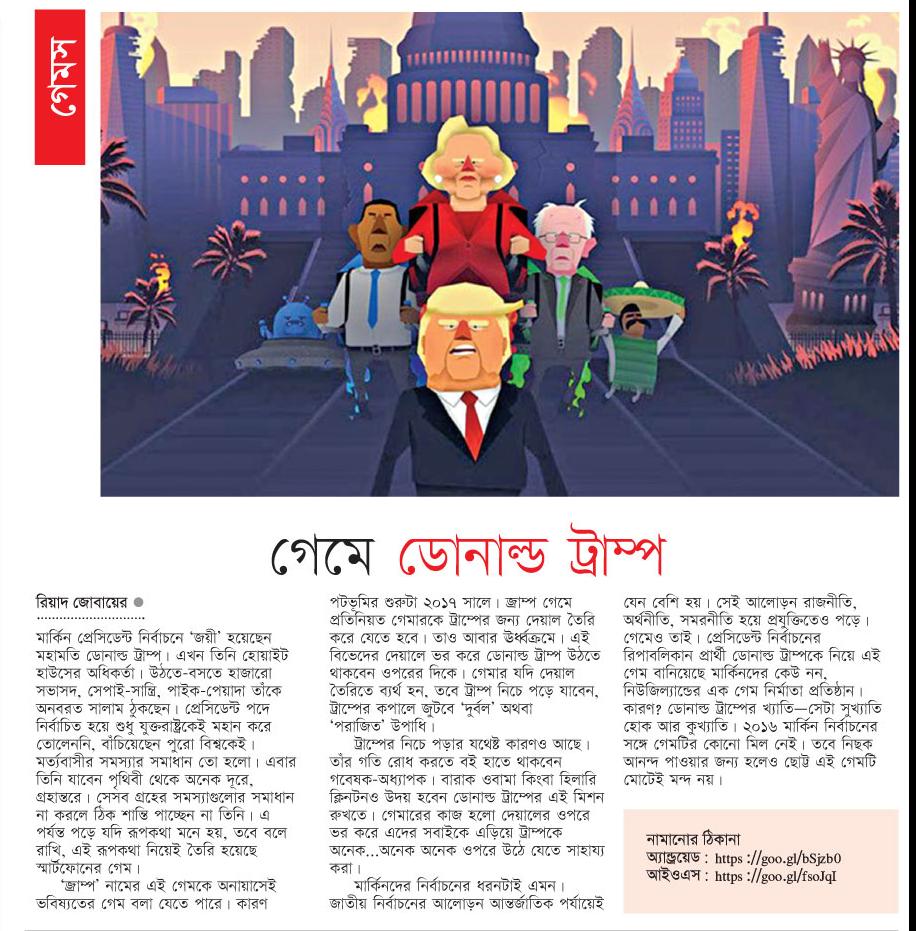 গেমস
গেমে ডোনাল্ড ট্রাম্প
রিয়াদ জোবায়ের ●
মার্কিন প্রেসিডেন্ট নির্বাচনে ‘জয়ী’ হয়েছেন
মহামতি ডোনাল্ড ট্রাম্প। এখন তিনি হোয়াইট
হাউসের অধিকর্তা। উঠতে-বসতে হাজারো
সভাসদ, সেপাই-সান্ত্রি, পাইক-পেয়াদা তাঁকে
অনবরত সালাম ঠুকছেন। প্রেসিডেন্ট পদে
নির্বাচিত হয়ে শুধু যুক্তরাষ্ট্রকেই মহান করে
তোলেননি, বাঁচিয়েছেন পুরো বিশ্বকেই।
মর্ত্যবাসীর সমস্যার সমাধান তো হলো। এবার
তিনি যাবেন পৃথিবী থেকে অনেক দূরে,
গ্রহান্তরে। সেসব গ্রহের সমস্যাগুলোর সমাধান
না করলে ঠিক শান্তি পাচ্ছেন না তিনি। এ
পর্যন্ত পড়ে যদি রূপকথা মনে হয়, তবে বলে
রাখি, এই রূপকথা নিয়েই তৈরি হয়েছে
স্মার্টফোনের গেম।
‘জ্রাম্প’ নামের এই গেমকে অনায়াসেই
ভবিষ্যতের গেম বলা যেতে পারে। কারণ
পটভূমির শুরুটা ২০১৭ সালে। জ্রাম্প গেমে
প্রতিনিয়ত গেমারকে ট্রাম্পের জন্য দেয়াল তৈরি
করে যেতে হবে। তাও আবার ঊর্ধ্বক্রমে। এই
বিভেদের দেয়ালে ভর করে ডোনাল্ড ট্রাম্প উঠতে
থাকবেন ওপরের দিকে। গেমার যদি দেয়াল
তৈরিতে ব্যর্থ হন, তবে ট্রাম্প নিচে পড়ে যাবেন,
ট্রাম্পের কপালে জুটবে ‘দুর্বল’ অথবা
‘পরাজিত’ উপাধি।
ট্রাম্পের নিচে পড়ার যথেষ্ট কারণও আছে।
তাঁর গতি রোধ করতে বই হাতে থাকবেন
গবেষক-অধ্যাপক। বারাক ওবামা কিংবা হিলারি
ক্লিনটনও উদয় হবেন ডোনাল্ড ট্রাম্পের এই মিশন
রুখতে। গেমারের কাজ হলো দেয়ালের ওপরে
ভর করে এদের সবাইকে এড়িয়ে ট্রাম্পকে
অনেক...অনেক অনেক ওপরে উঠে যেতে সাহায্য
করা।
মার্কিনদের নির্বাচনের ধরনটাই এমন।
জাতীয় নির্বাচনের আলোড়ন আন্তর্জাতিক পর্যায়েই
যেন বেশি হয়। সেই আলোড়ন রাজনীতি,
অর্থনীতি, সমরনীতি হয়ে প্রযুক্তিতেও পড়ে।
গেমেও তাই। প্রেসিডেন্ট নির্বাচনের
রিপাবলিকান প্রার্থী ডোনাল্ড ট্রাম্পকে নিয়ে এই
গেম বানিয়েছে মার্কিনদের কেউ নন,
নিউজিল্যান্ডের এক গেম নির্মাতা প্রতিষ্ঠান।
কারণ? ডোনাল্ড ট্রাম্পের খ্যাতি—সেটা সুখ্যাতি
হোক আর কুখ্যাতি। ২০১৬ মার্কিন নির্বাচনের
সঙ্গে গেমটির কোনো মিল নেই। তবে নিছক
আনন্দ পাওয়ার জন্য হলেও ছোট্ট এই গেমটি
মোটেই মন্দ নয়।
নামানোর ঠিকানা
অ্যান্ড্রয়েড : https ://goo.gl/bSjzb0
আইওএস : https ://goo.gl/fsoJqI